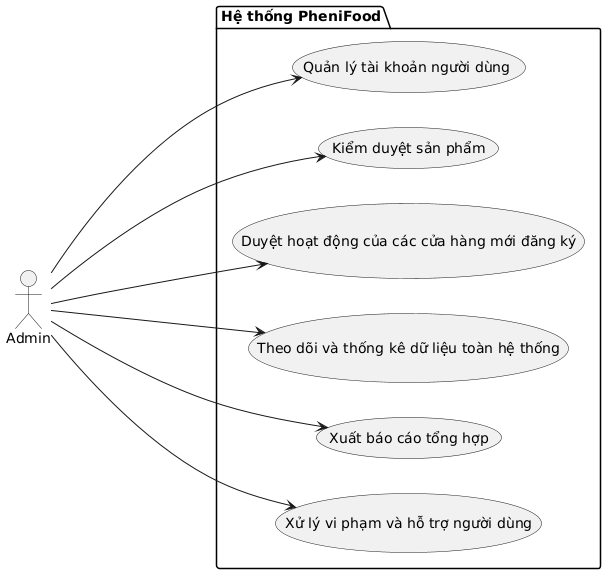 Hệ thống PheniFood
Quản lý tài khoản người dùng
Kiểm duyệt sản phẩm
Duyệt hoạt động của các cửa hàng mới đăng ký
Theo dõi và thống kê dữ liệu toàn hệ thống
Admin
Xuất báo cáo tổng hợp
Xử lý vi phạm và hỗ trợ người dùng